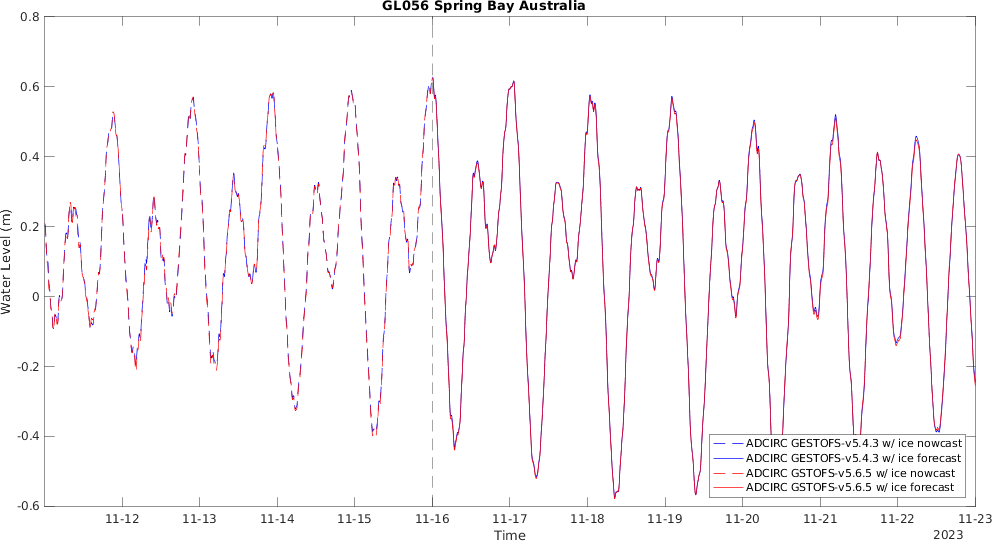 GL056 Spring Bay Australia
0.8
0.6
0.4
0.2
0
-0.2
-0.4
-0.6
Water Level (m)
ADCIRC GESTOFS-v5.4.3 w/ ice nowcast
ADCIRC GESTOFS-v5.4.3 w/ ice forecast
ADCIRC GSTOFS-v5.6.5 w/ ice nowcast
ADCIRC GSTOFS-v5.6.5 w/ ice forecast
11-12 11-13 11-14 11-15 11-16 11-17 11-18 11-19 11-20 11-21 11-22 11-23
Time
2023